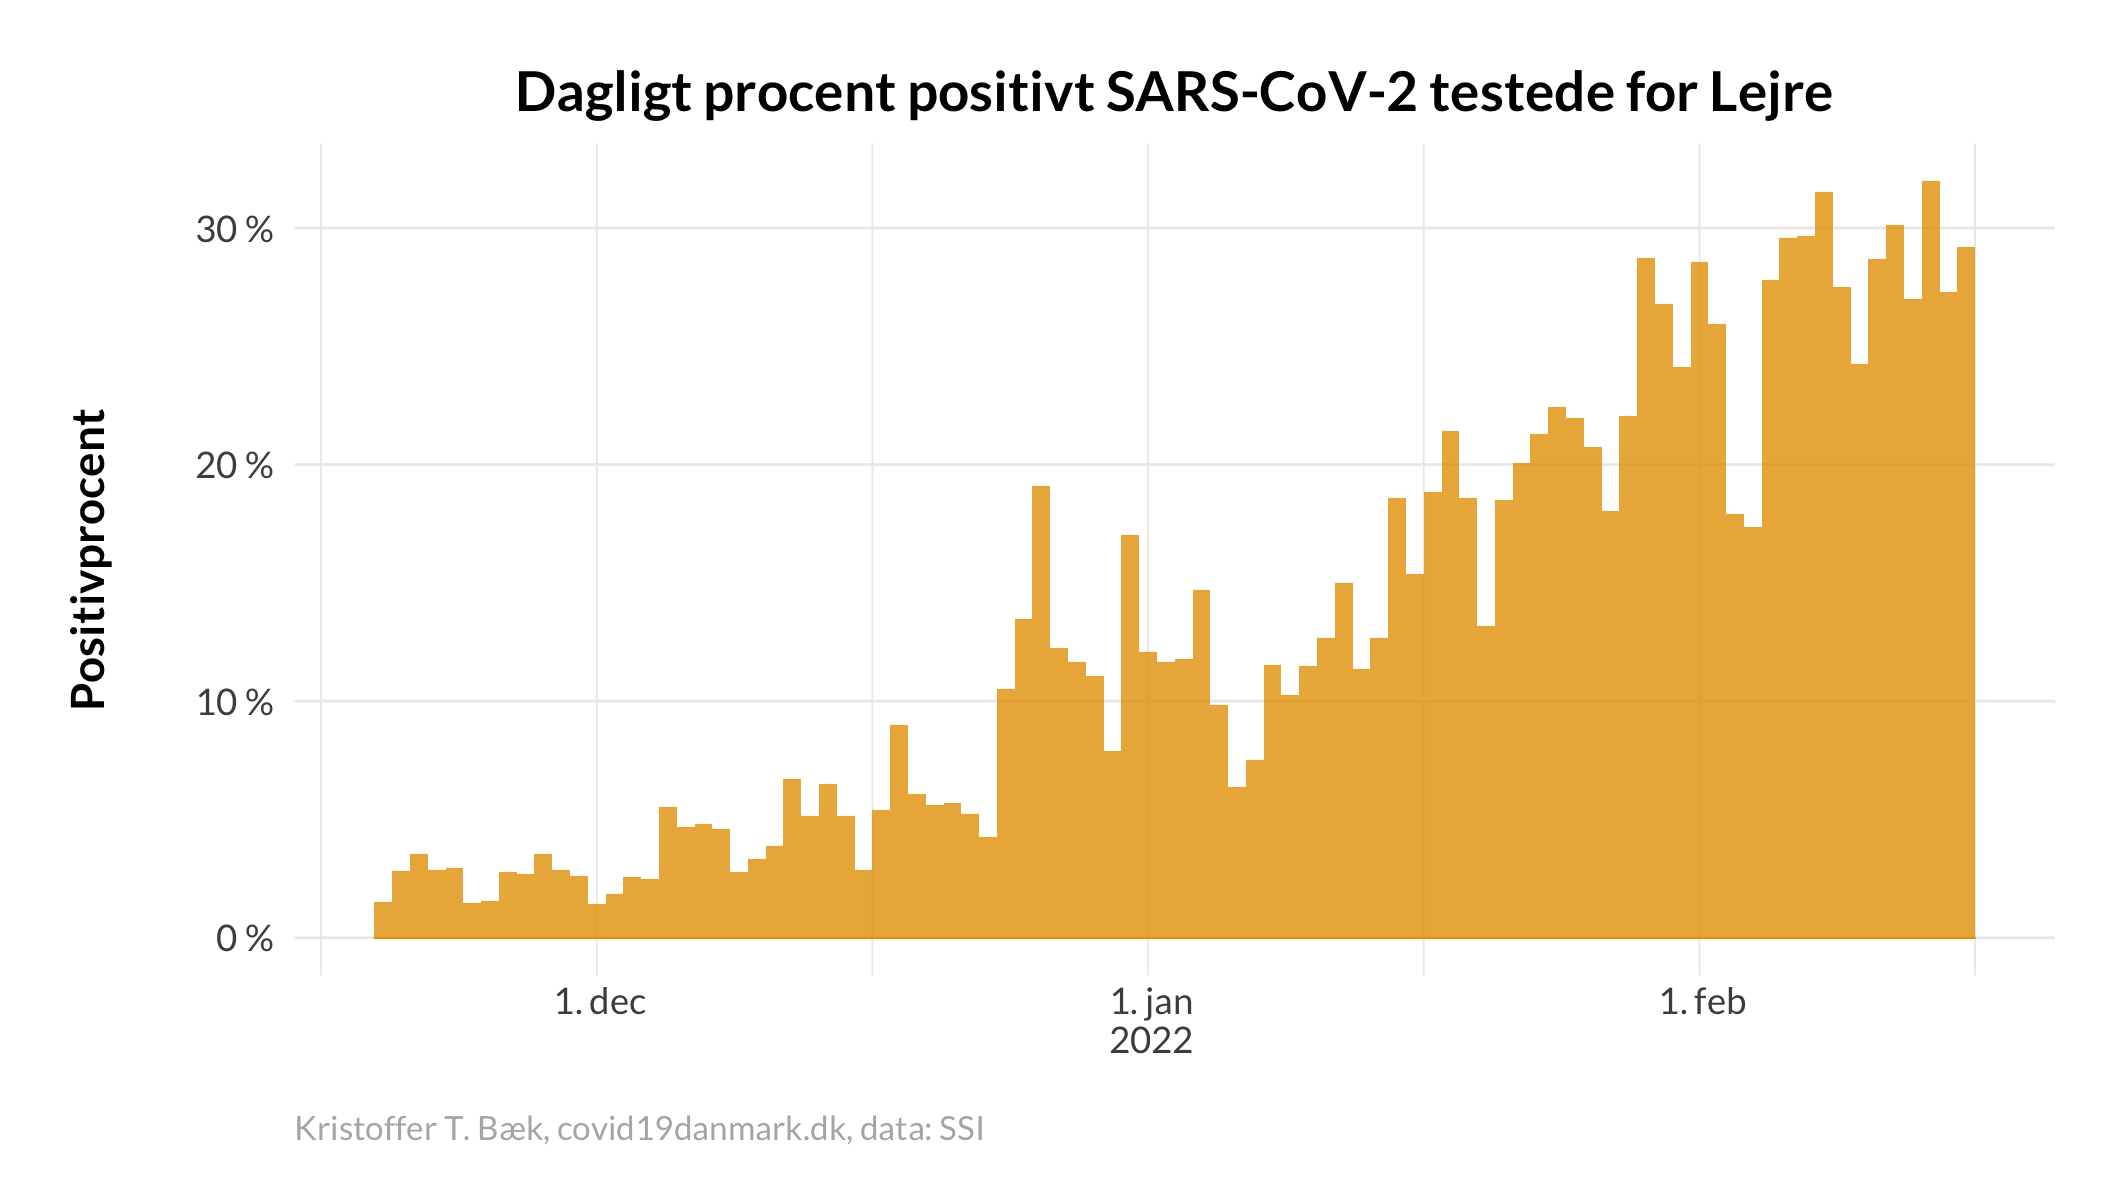 Dagligt procent positivt SARS-CoV-2 testede for Lejre
Positivprocent
30 %
20 %
10 %
0 %
1. dec
1. jan
2022
1. feb
Kristoffer T. Bæk, covid19danmark.dk, data: SSI